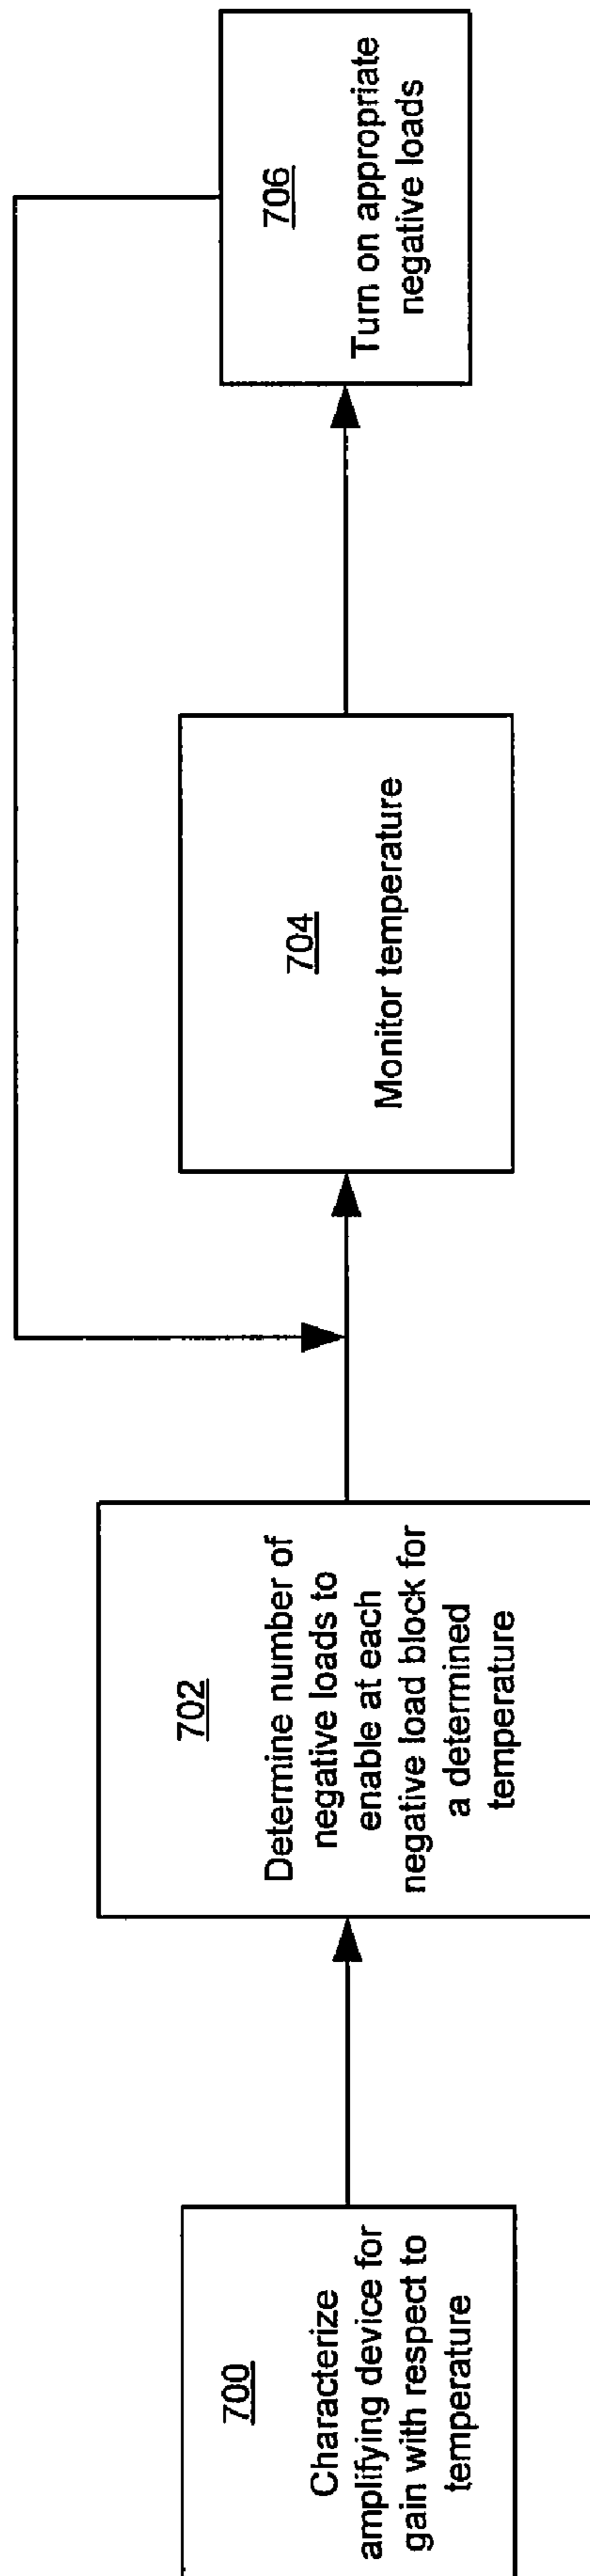 700
Characterize
amplifying device for
gain with respect to
temperature
702
Determine number of
negative loads to
enable at each
negative load block for
a determined
temperature
704
Monitor temperature
706
Turn on appropriate
negative loads